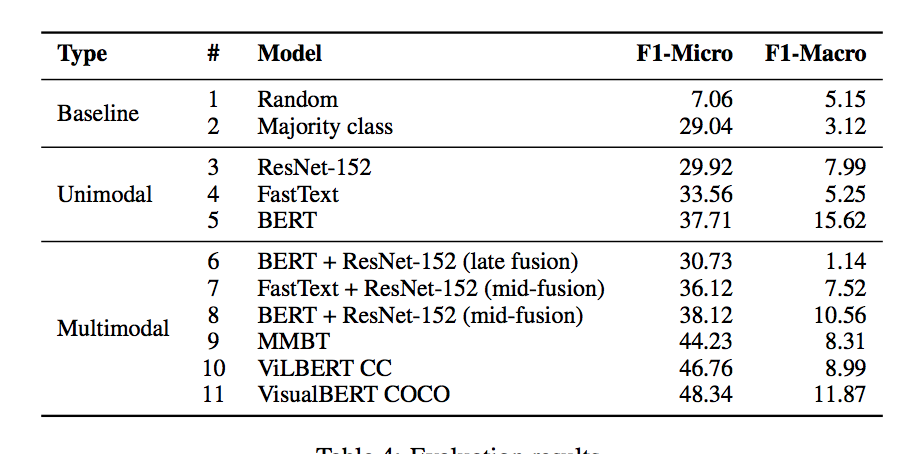 Type # Model F1-Micro F1-Macro
Baseline
1 Random 7.06 5.15
2 Majority class 29.04 3.12
Unimodal
3 ResNet-152 29.92 7.99
4 FastText 33.56 5.25
5 BERT 37.71 15.62
Multimodal
6 BERT + ResNet-152 (late fusion) 30.73 1.14
7 FastText + ResNet-152 (mid-fusion) 36.12 7.52
8 BERT + ResNet-152 (mid-fusion) 38.12 10.56
9 MMBT 44.23 8.31
10 ViLBERT CC 46.76 8.99
11 VisualBERT COCO 48.34 11.87
Table 4: Evaluation results